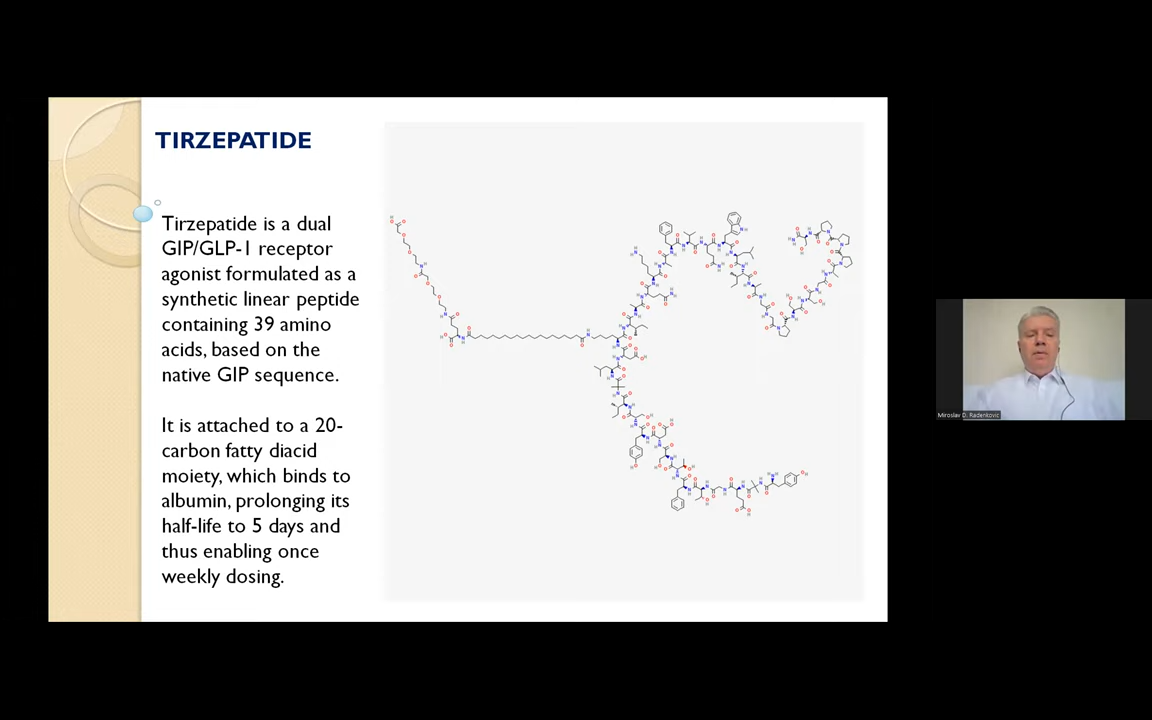 TIRZEPATIDE
Tirzepatide is a dual
GIP/GLP-1 receptor
agonist formulated as a
synthetic linear peptide
containing 39 amino
acids, based on the
native GIP sequence.
It is attached to a 20-
carbon fatty diacid
moiety, which binds to
albumin, prolonging its
half-life to 5 days and
thus enabling once
weekly dosing.
Miroslav D. Radenkovic